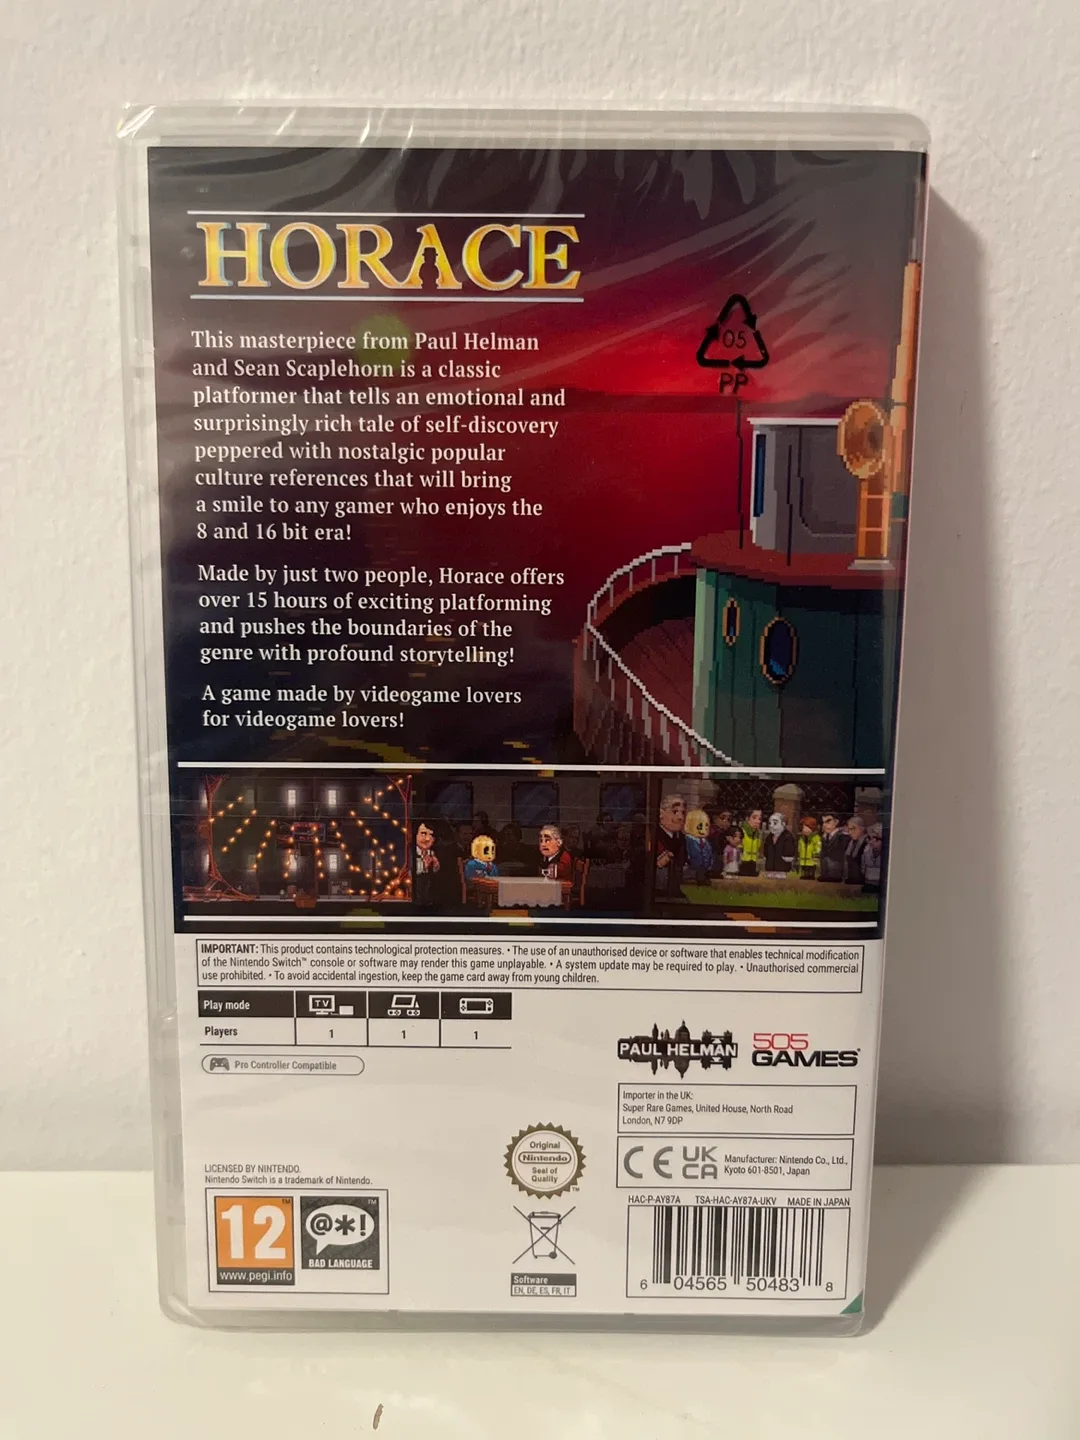 HORACE
This masterpiece from Paul Helman
and Sean Scaplehorn is a classic
platformer that tells an emotional and
surprisingly rich tale of self-discovery
peppered with nostalgic popular
culture references that will bring
a smile to any gamer who enjoys the
8 and 16 bit era!
Made by just two people, Horace offers
over 15 hours of exciting platforming
and pushes the boundaries of the
genre with profound storytelling!
A game made by videogame lovers
for videogame lovers!
05
PP
IMPORTANT: This product contains technological protection measures. • The use of an unauthorised device or software that enables technical modification
of the Nintendo Switch™ console or software may render this game unplayable. • A system update may be required to play. • Unauthorised commercial
use prohibited. • To avoid accidental ingestion, keep the game card away from young children.
Play mode TV
Players 1 1 1
Pro Controller Compatible
PAUL HELMAN
505
GAMES®
Importer in the UK:
Super Rare Games, United House, North Road
London, N7 9DP
CE UK
CA
Manufacturer: Nintendo Co., Ltd.,
Kyoto 601-8501, Japan
Original
Nintendo
Seal of
Quality
™
LICENSED BY NINTENDO.
Nintendo Switch is a trademark of Nintendo.
12 ™
www.pegi.info
@*! ™
BAD LANGUAGE
Software
EN, DE, ES, FR, IT
HAC-P-AY87A TSA-HAC-AY87A-UKV MADE IN JAPAN
6 04565 50483 8